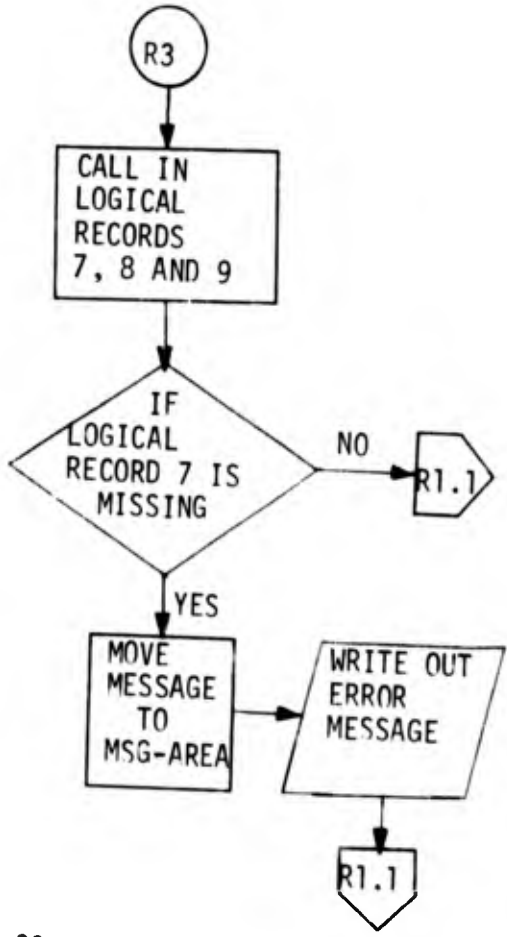 R3
CALL IN
LOGICAL
RECORDS
7, 8 AND 9
IF
LOGICAL
RECORD 7 IS
MISSING
NO
R1.1
YES
MOVE
MESSAGE
TO
MSG-AREA
WRITE OUT
ERROR
MESSAGE
R1.1